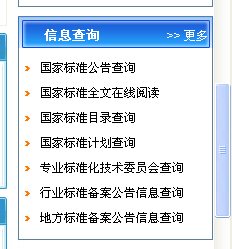 信息查询 >> 更多
国家标准公告查询
国家标准全文在线阅读
国家标准目录查询
国家标准计划查询
专业标准化技术委员会查询
行业标准备案公告信息查询
地方标准备案公告信息查询